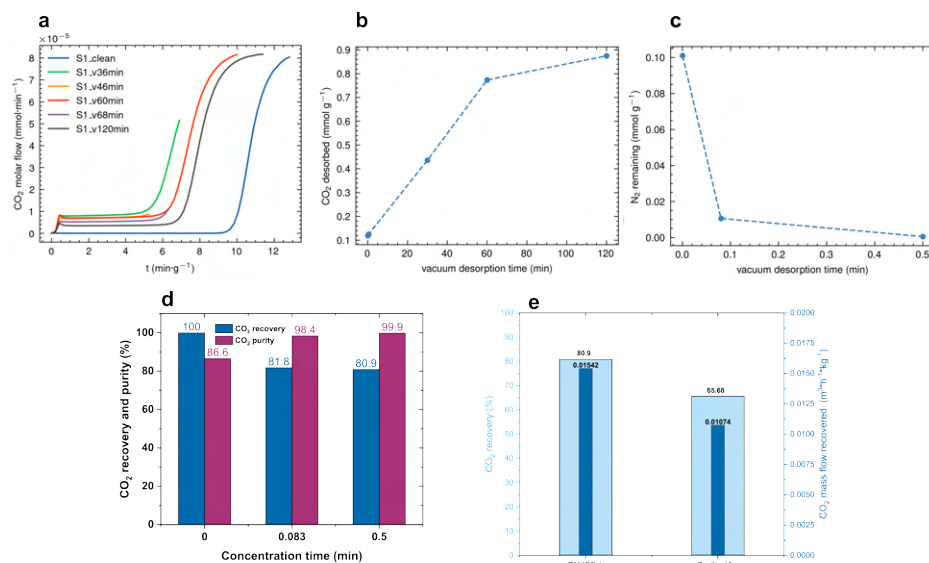 a
×10⁻⁵
S1_clean
S1_v36min
S1_v46min
S1_v60min
S1_v68min
S1_v120min
CO₂ molar flow (mmol·min⁻¹)
8
7
6
5
4
3
2
1
0
0 2 4 6 8 10 12
t (min·g⁻¹)
b
CO₂ desorbed (mmol g⁻¹)
0.9
0.8
0.7
0.6
0.5
0.4
0.3
0.2
0.1
0 20 40 60 80 100 120
vacuum desorption time (min)
c
N₂ remaining (mmol g⁻¹)
0.10
0.08
0.06
0.04
0.02
0.00
0.0 0.1 0.2 0.3 0.4 0.5
vacuum desorption time (min)
d
CO₂ recovery and purity (%)
100
80
60
40
20
0
CO₂ recovery
CO₂ purity
100
86.6
81.8
98.4
80.9
99.9
0 0.083 0.5
Concentration time (min)
e
CO₂ recovery (%)
100
90
80
70
60
50
40
30
20
10
0
80.9
0.01542
65.68
0.01074
0.0200
0.0175
0.0150
0.0125
0.0100
0.0075
0.0050
0.0025
0.0000
CO₂ mass flow recovered (m³•h⁻¹•kg⁻¹)